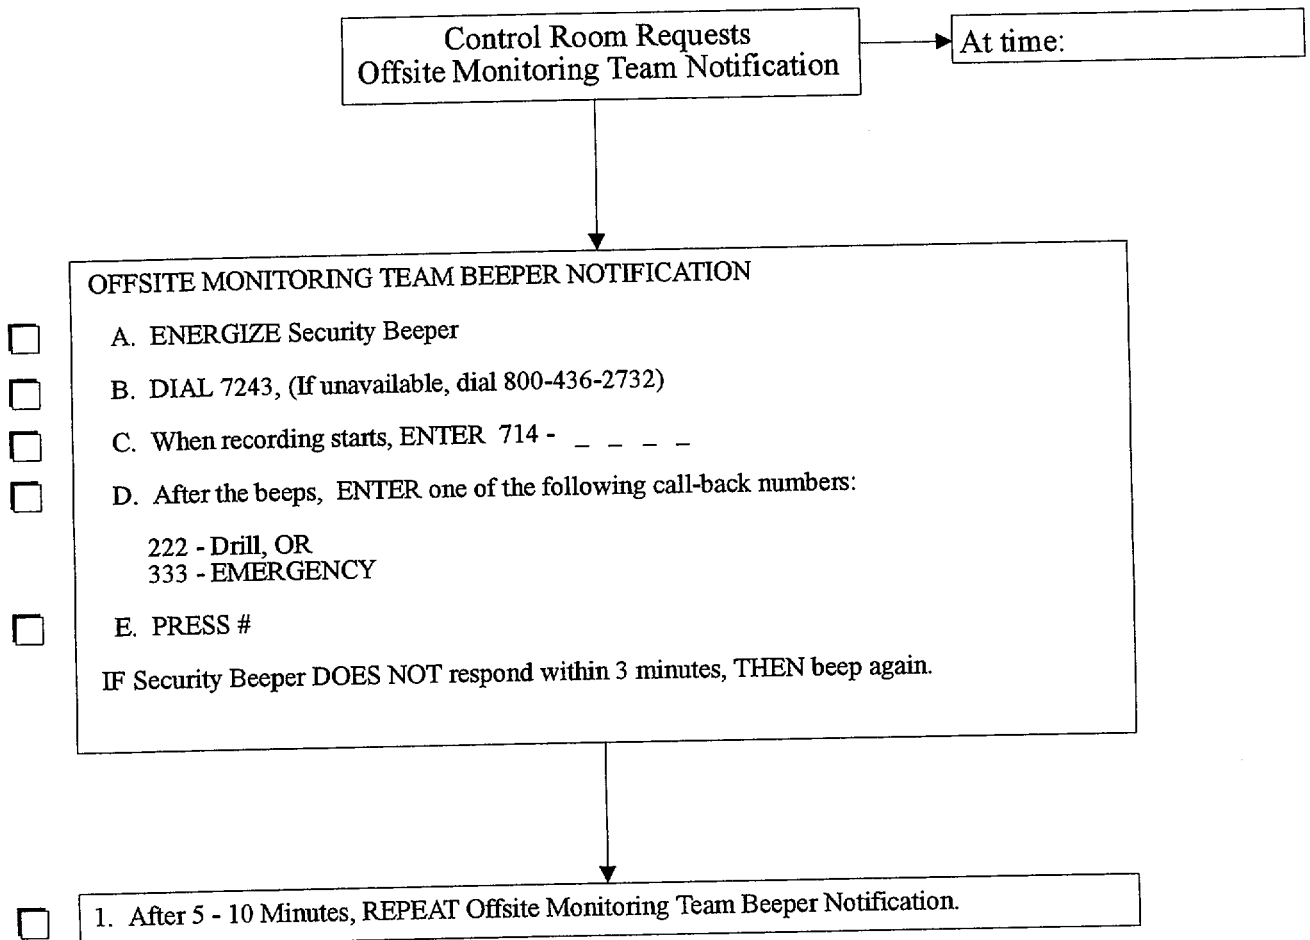 Control Room Requests
Offsite Monitoring Team Notification
At time:
OFFSITE MONITORING TEAM BEEPER NOTIFICATION
A. ENERGIZE Security Beeper
B. DIAL 7243, (If unavailable, dial 800-436-2732)
C. When recording starts, ENTER 714 - _ _ _ _
D. After the beeps, ENTER one of the following call-back numbers:
222 - Drill, OR
333 - EMERGENCY
E. PRESS #
IF Security Beeper DOES NOT respond within 3 minutes, THEN beep again.
1. After 5 - 10 Minutes, REPEAT Offsite Monitoring Team Beeper Notification.